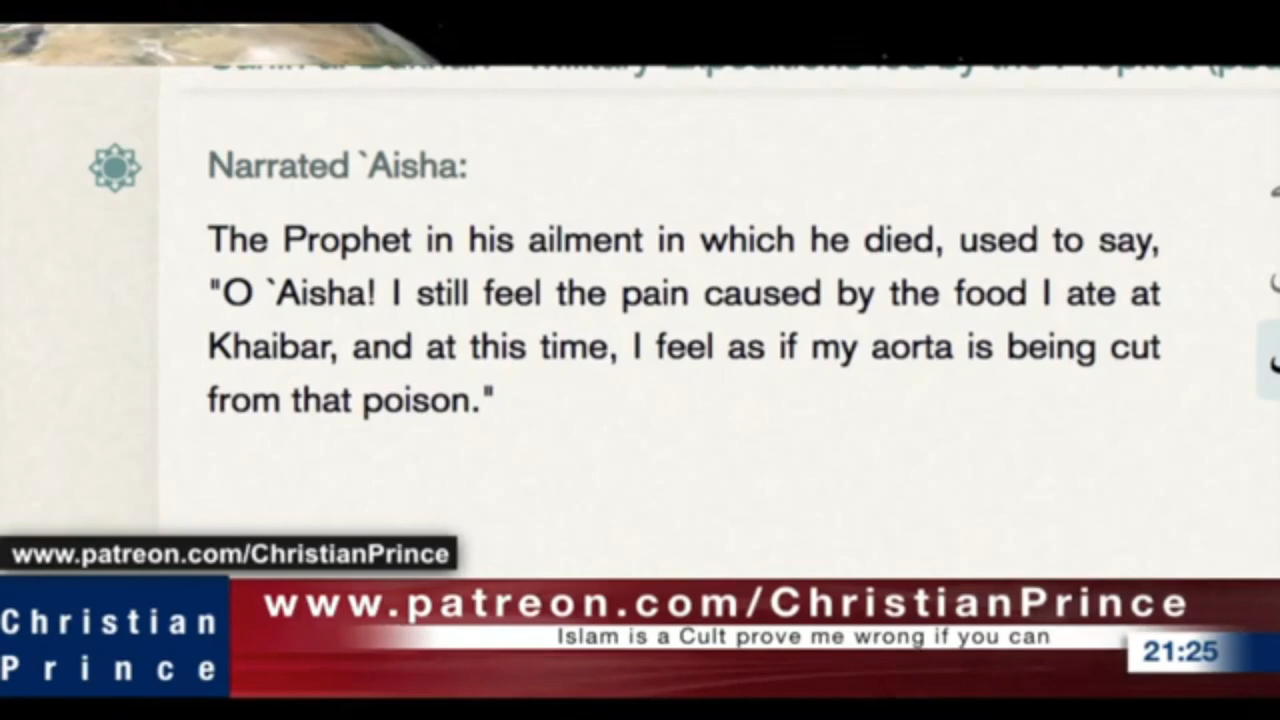 Narrated `Aisha:
The Prophet in his ailment in which he died, used to say,
"O `Aisha! I still feel the pain caused by the food I ate at
Khaibar, and at this time, I feel as if my aorta is being cut
from that poison."
www.patreon.com/ChristianPrince
Christian
Prince
www.patreon.com/ChristianPrince
Islam is a Cult prove me wrong if you can
21:25